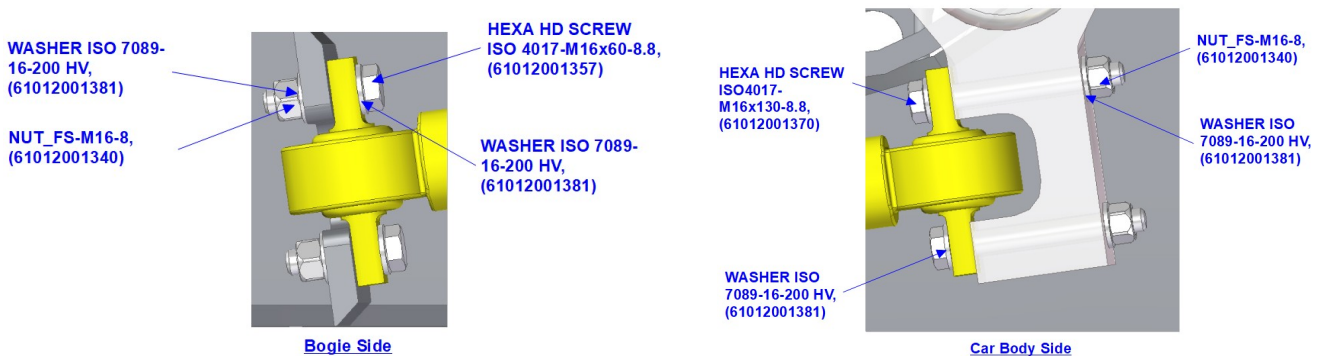 WASHER ISO 7089-
16-200 HV,
(61012001381)
NUT_FS-M16-8,
(61012001340)
HEXA HD SCREW
ISO 4017-M16x60-8.8,
(61012001357)
WASHER ISO 7089-
16-200 HV,
(61012001381)
Bogie Side
HEXA HD SCREW
ISO4017-
M16x130-8.8,
(61012001370)
WASHER ISO
7089-16-200 HV,
(61012001381)
NUT_FS-M16-8,
(61012001340)
WASHER ISO
7089-16-200 HV,
(61012001381)
Car Body Side